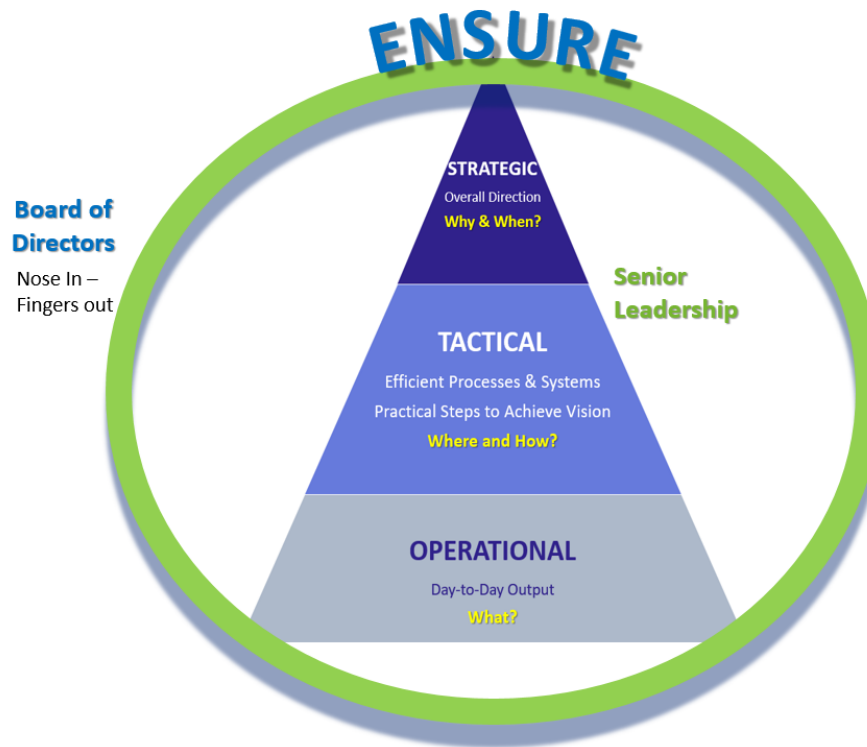 ENSURE
STRATEGIC
Overall Direction
Why & When?
Board of
Directors
Nose In –
Fingers out
Senior
Leadership
TACTICAL
Efficient Processes & Systems
Practical Steps to Achieve Vision
Where and How?
OPERATIONAL
Day-to-Day Output
What?